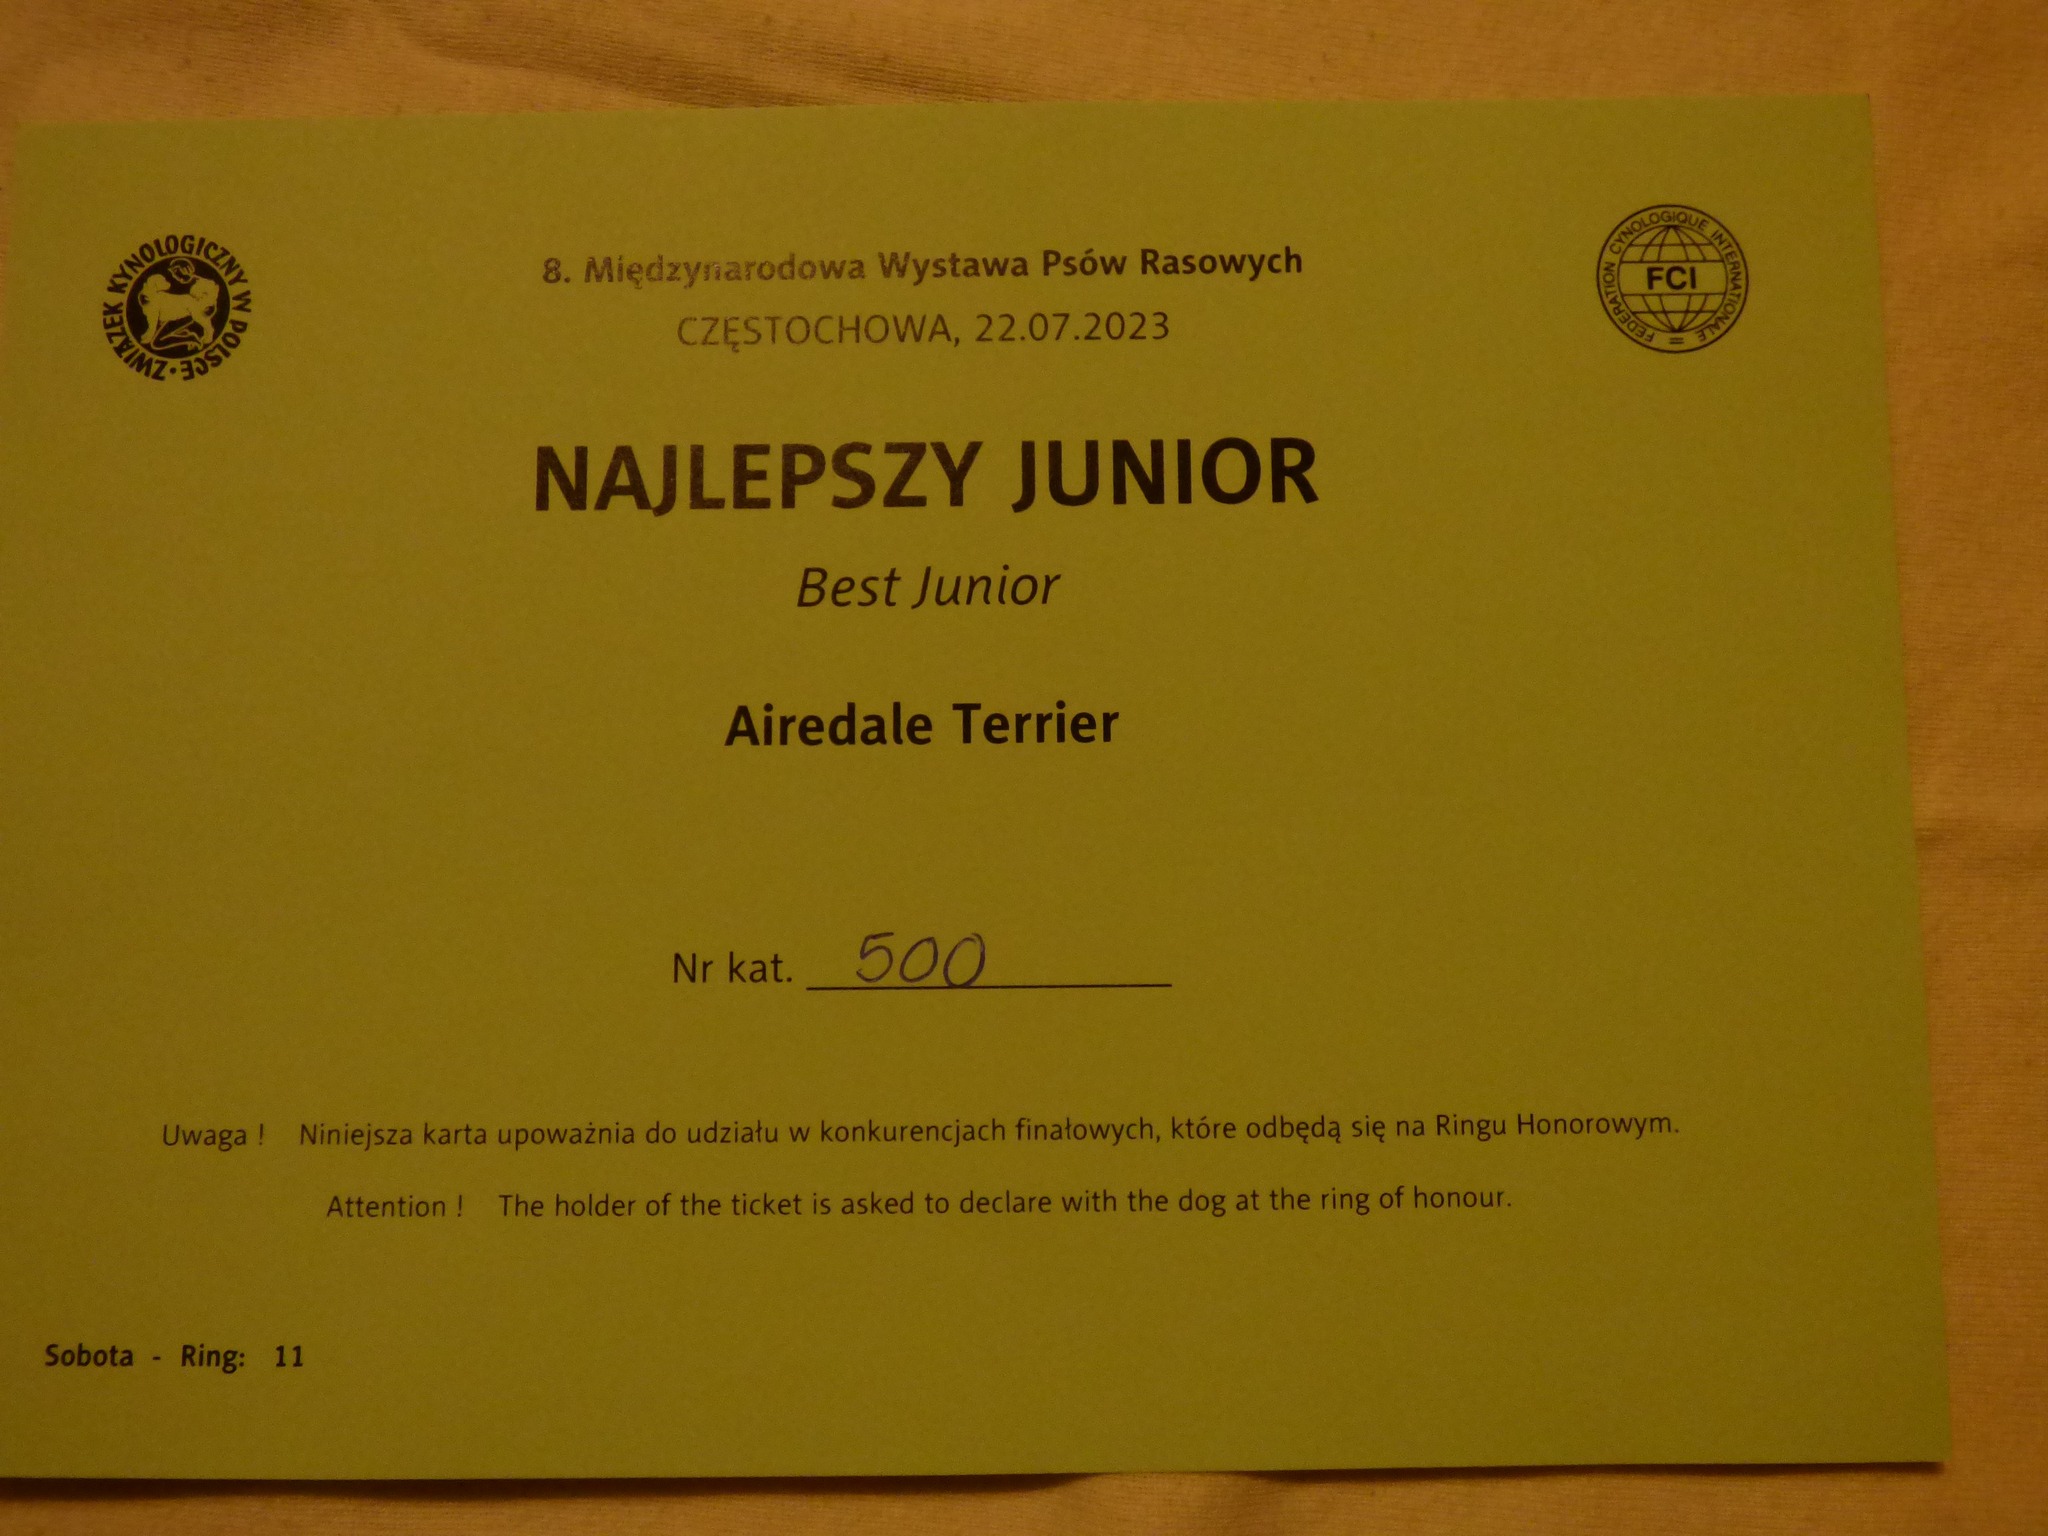 ZWIĄZEK KYNOLOGICZNY W POLSCE
8. Międzynarodowa Wystawa Psów Rasowych
CZĘSTOCHOWA, 22.07.2023
FEDERATION CYNOLOGIQUE INTERNATIONALE
FCI
NAJLEPSZY JUNIOR
Best Junior
Airedale Terrier
Nr kat. 500
Uwaga ! Niniejsza karta upoważnia do udziału w konkurencjach finałowych, które odbędą się na Ringu Honorowym.
Attention ! The holder of the ticket is asked to declare with the dog at the ring of honour.
Sobota - Ring: 11